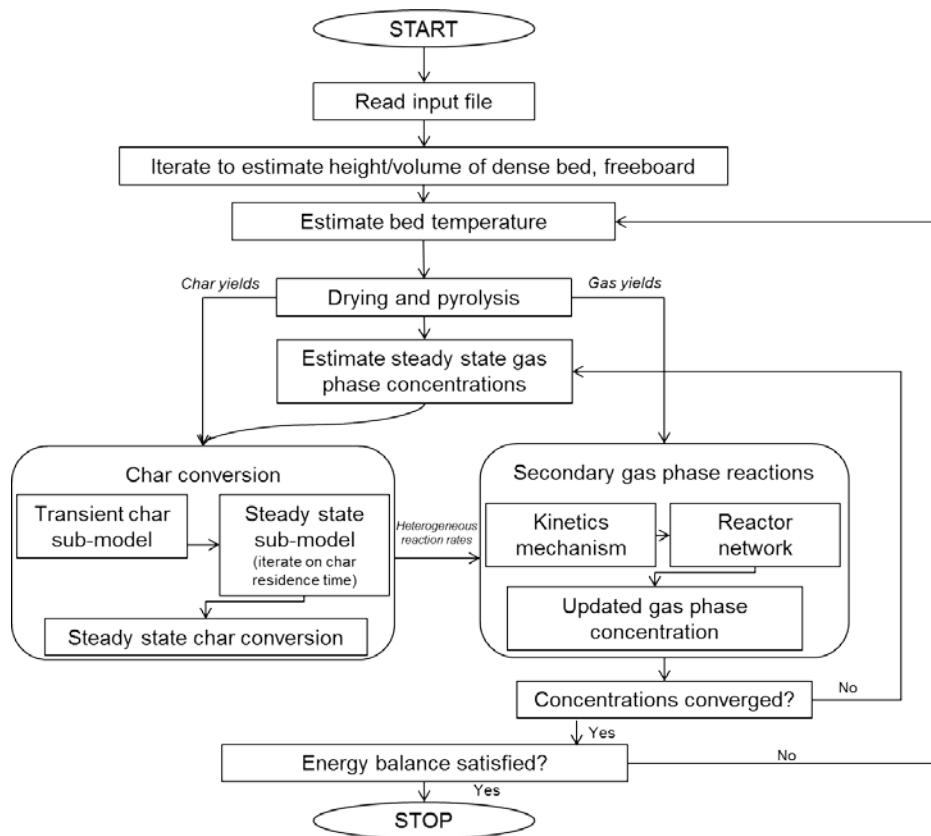 START
Read input file
Iterate to estimate height/volume of dense bed, freeboard
Estimate bed temperature
Char yields
Drying and pyrolysis
Gas yields
Estimate steady state gas
phase concentrations
Char conversion
Transient char
sub-model
Steady state
sub-model
(iterate on char
residence time)
Steady state char conversion
Heterogeneous
reaction rates
Secondary gas phase reactions
Kinetics
mechanism
Reactor
network
Updated gas phase
concentration
Concentrations converged?
No
Yes
Energy balance satisfied?
No
Yes
STOP